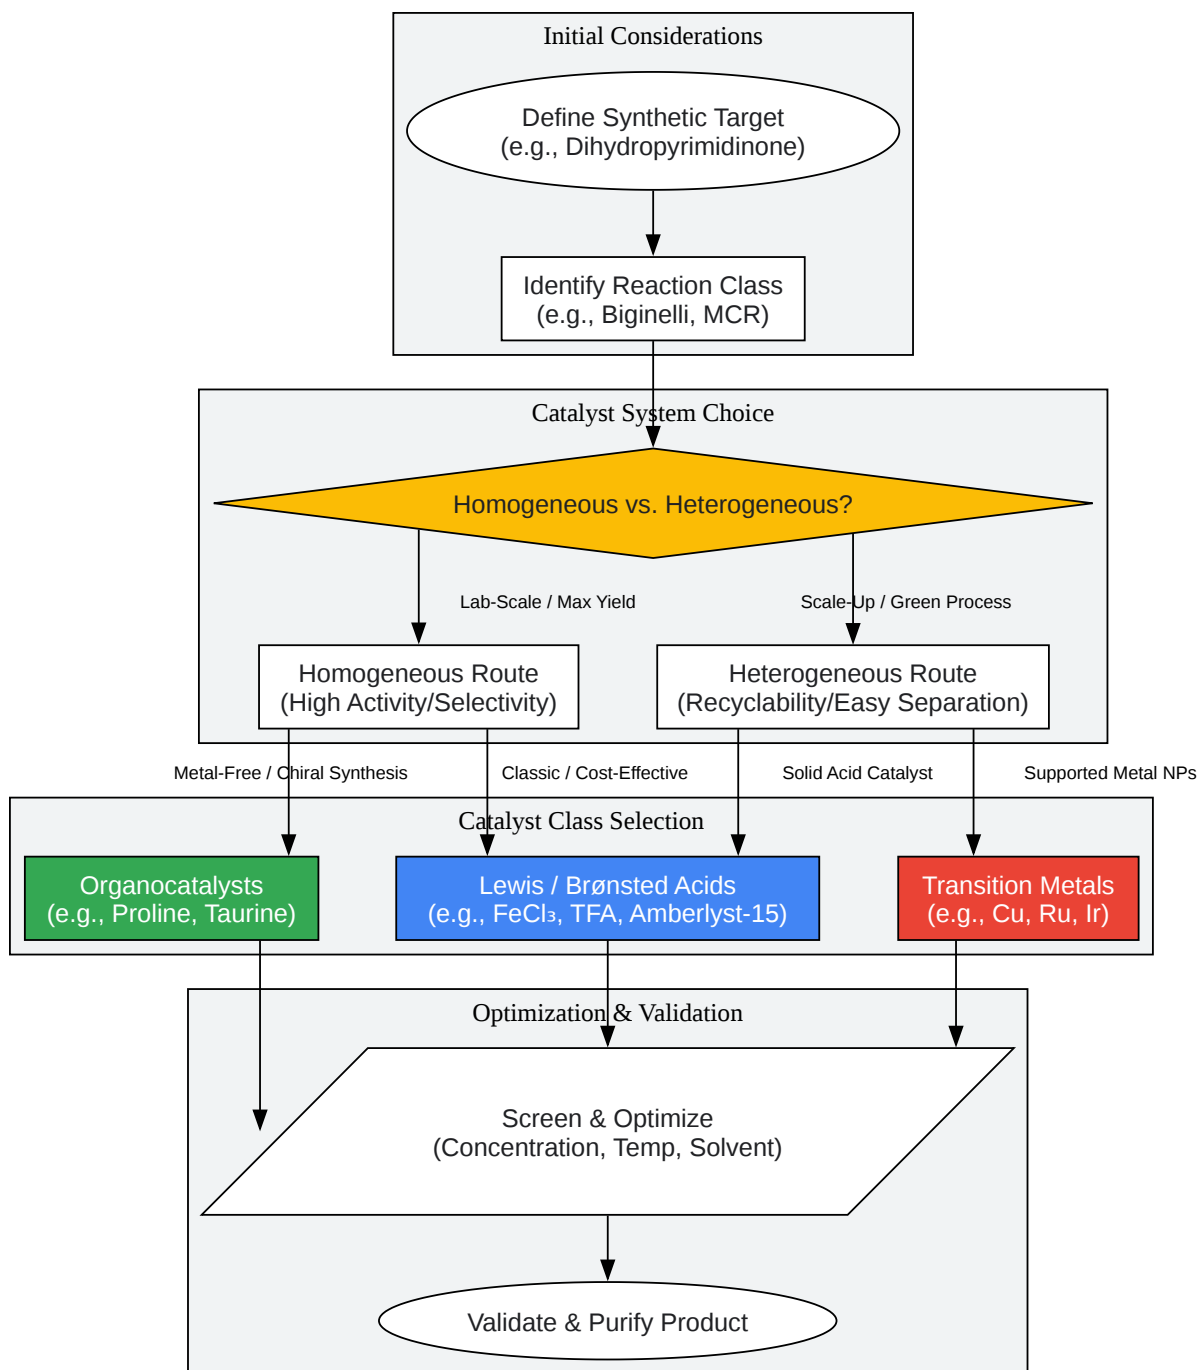 Initial Considerations
Define Synthetic Target
(e.g., Dihydropyrimidinone)
Identify Reaction Class
(e.g., Biginelli, MCR)
Catalyst System Choice
Homogeneous vs. Heterogeneous?
Lab-Scale / Max Yield
Scale-Up / Green Process
Homogeneous Route
(High Activity/Selectivity)
Heterogeneous Route
(Recyclability/Easy Separation)
Metal-Free / Chiral Synthesis
Classic / Cost-Effective
Solid Acid Catalyst
Supported Metal NPs
Catalyst Class Selection
Organocatalysts
(e.g., Proline, Taurine)
Lewis / Brønsted Acids
(e.g., FeCl₃, TFA, Amberlyst-15)
Transition Metals
(e.g., Cu, Ru, Ir)
Optimization & Validation
Screen & Optimize
(Concentration, Temp, Solvent)
Validate & Purify Product